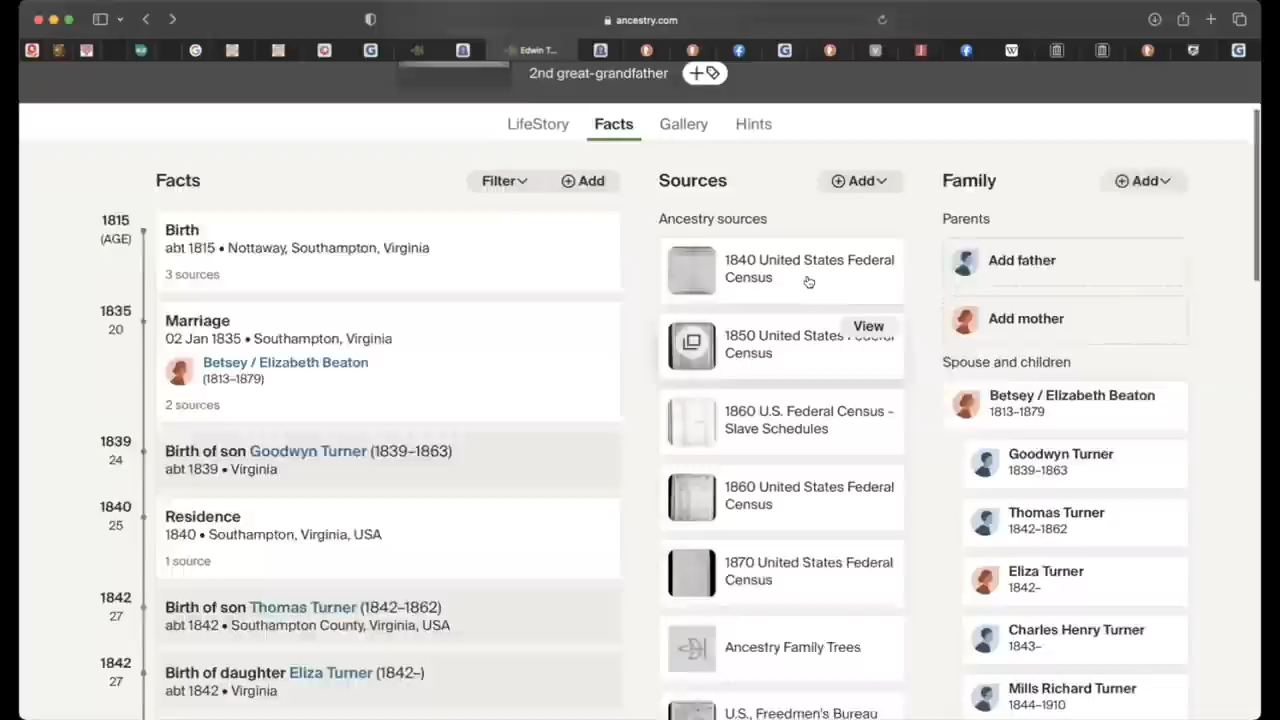 ancestry.com
Edwin T...
2nd great-grandfather
LifeStory Facts Gallery Hints
Facts
Filter
Add
1815
(AGE)
Birth
abt 1815 • Nottaway, Southampton, Virginia
3 sources
1835
20
Marriage
02 Jan 1835 • Southampton, Virginia
Betsey / Elizabeth Beaton
(1813–1879)
2 sources
1839
24
Birth of son Goodwyn Turner (1839–1863)
abt 1839 • Virginia
1840
25
Residence
1840 • Southampton, Virginia, USA
1 source
1842
27
Birth of son Thomas Turner (1842–1862)
abt 1842 • Southampton County, Virginia, USA
1842
27
Birth of daughter Eliza Turner (1842–)
abt 1842 • Virginia
Sources
Add
Ancestry sources
1840 United States Federal
Census
View
1850 United States Federal
Census
1860 U.S. Federal Census -
Slave Schedules
1860 United States Federal
Census
1870 United States Federal
Census
Ancestry Family Trees
U.S., Freedmen's Bureau
Family
Add
Parents
Add father
Add mother
Spouse and children
Betsey / Elizabeth Beaton
1813–1879
Goodwyn Turner
1839–1863
Thomas Turner
1842–1862
Eliza Turner
1842–
Charles Henry Turner
1843–
Mills Richard Turner
1844–1910